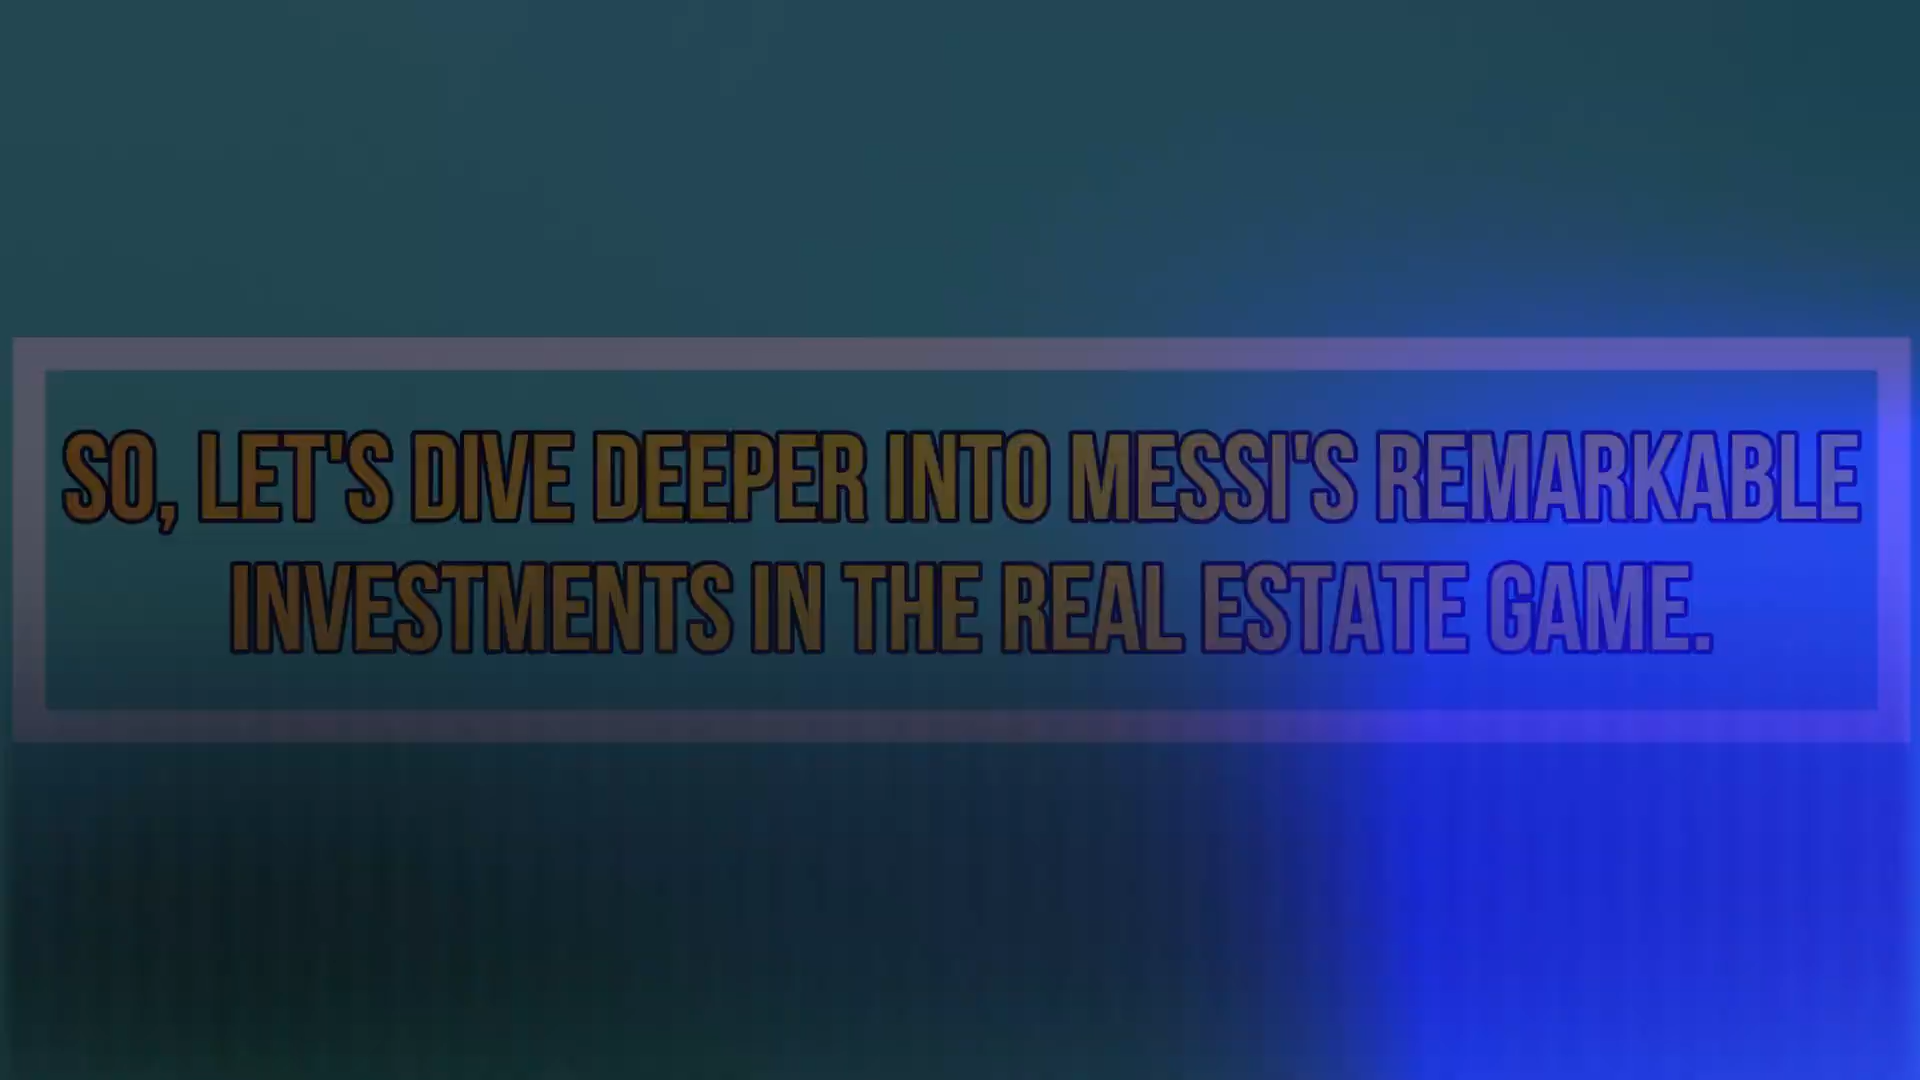 SO, LET'S DIVE DEEPER INTO MESSI'S REMARKABLE
INVESTMENTS IN THE REAL ESTATE GAME.